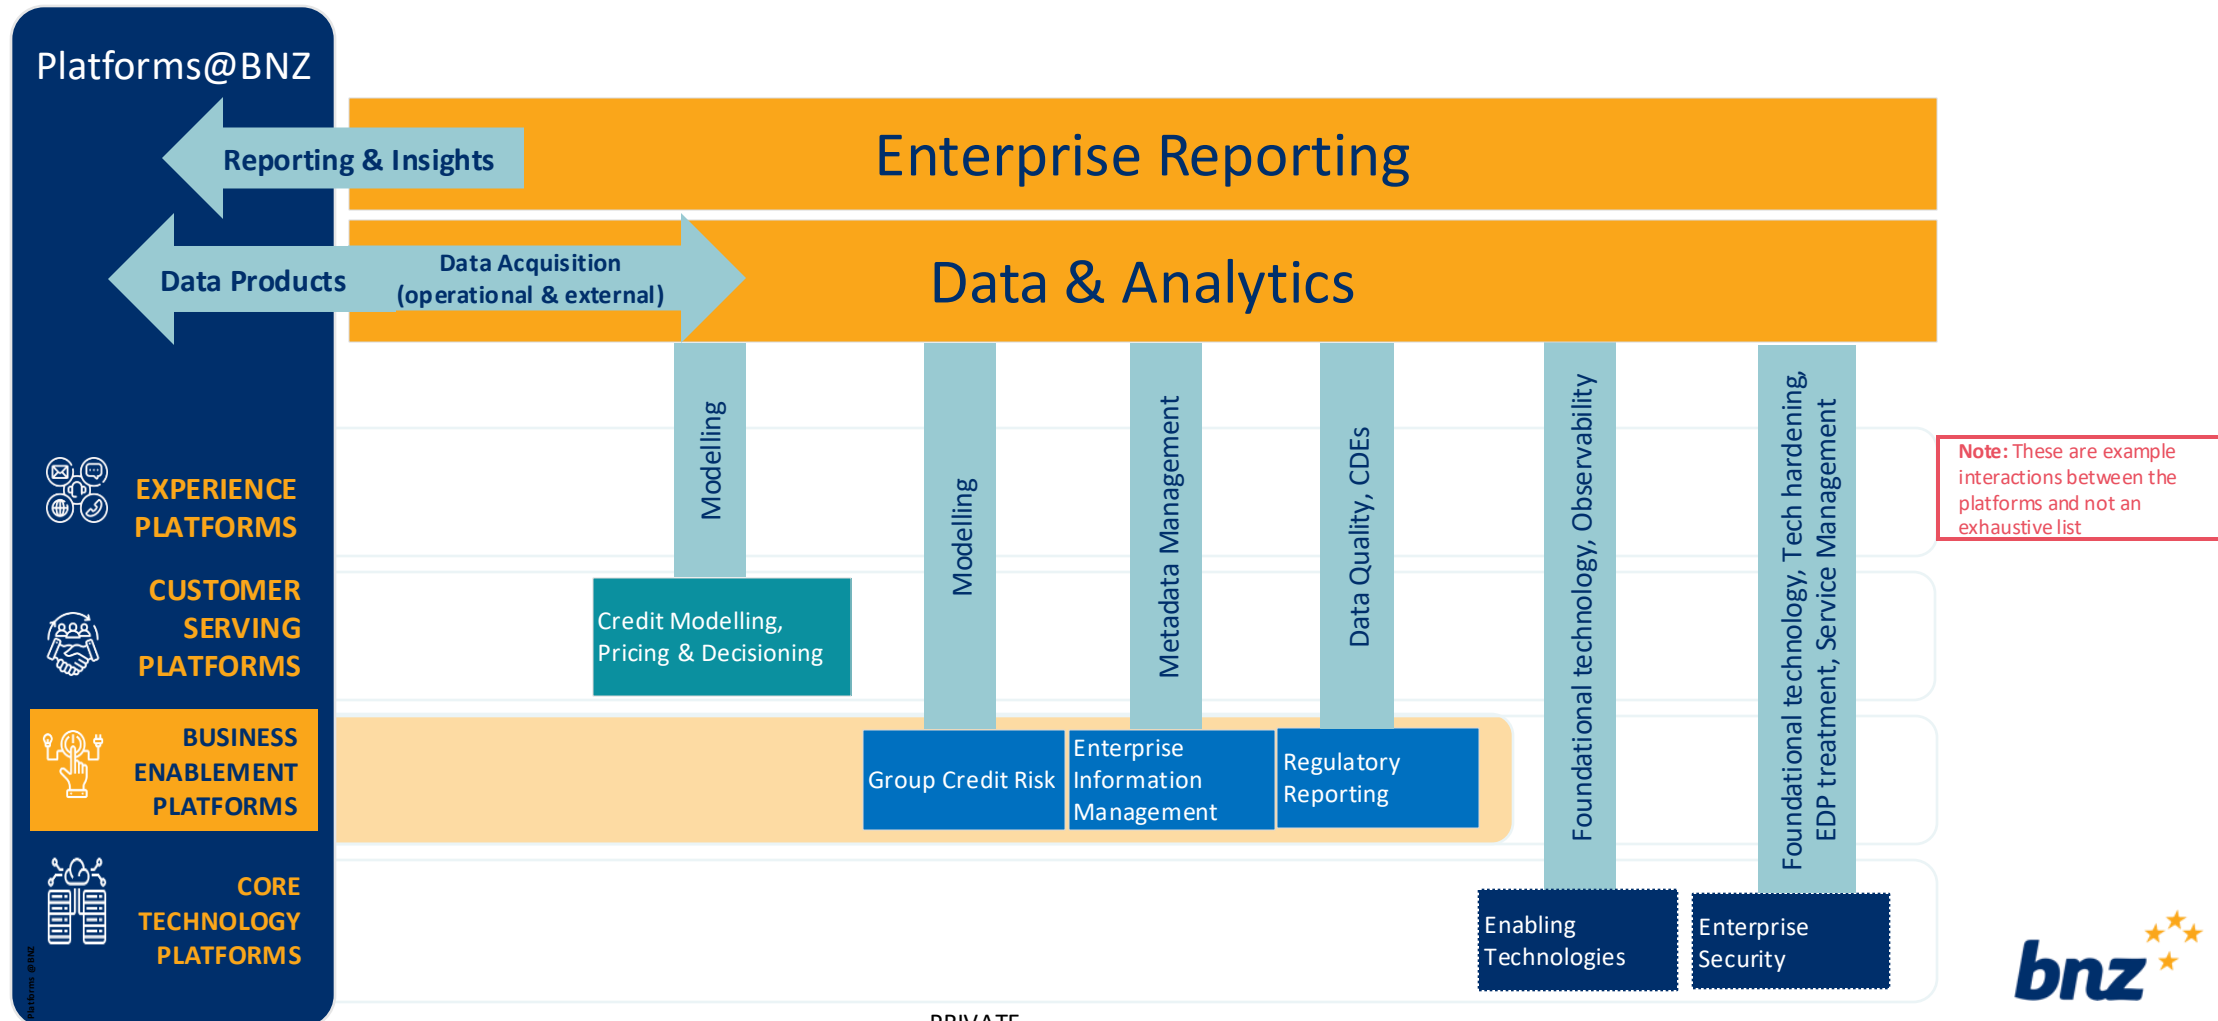 Platforms@BNZ
Enterprise Reporting
Reporting & Insights
Data & Analytics
Data Products
Data Acquisition
(operational & external)
Modelling
Modelling
Metadata Management
Data Quality, CDEs
Foundational technology, Observability
Foundational technology, Tech hardening,
EDP treatment, Service Management
EXPERIENCE
PLATFORMS
Note: These are example
interactions between the
platforms and not an
exhaustive list
CUSTOMER
SERVING
PLATFORMS
Credit Modelling,
Pricing & Decisioning
BUSINESS
ENABLEMENT
PLATFORMS
Group Credit Risk
Enterprise
Information
Management
Regulatory
Reporting
CORE
TECHNOLOGY
PLATFORMS
Enabling
Technologies
Enterprise
Security
Platforms @BNZ
bnz
PRIVATE